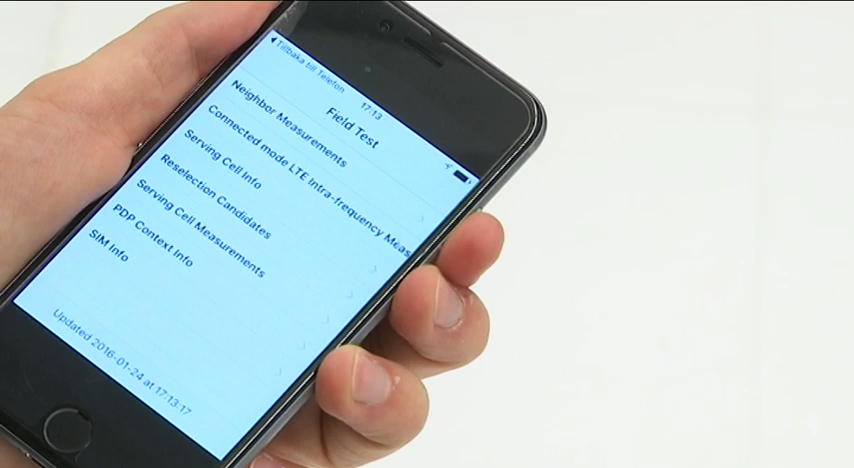 Tillbaka till Telefon
17:13
Field Test
Neighbor Measurements
Connected mode LTE Intra-frequency Meas
Serving Cell Info
Reselection Candidates
Serving Cell Measurements
PDP Context Info
SIM Info
Updated 2016-01-24 at 17:13:17